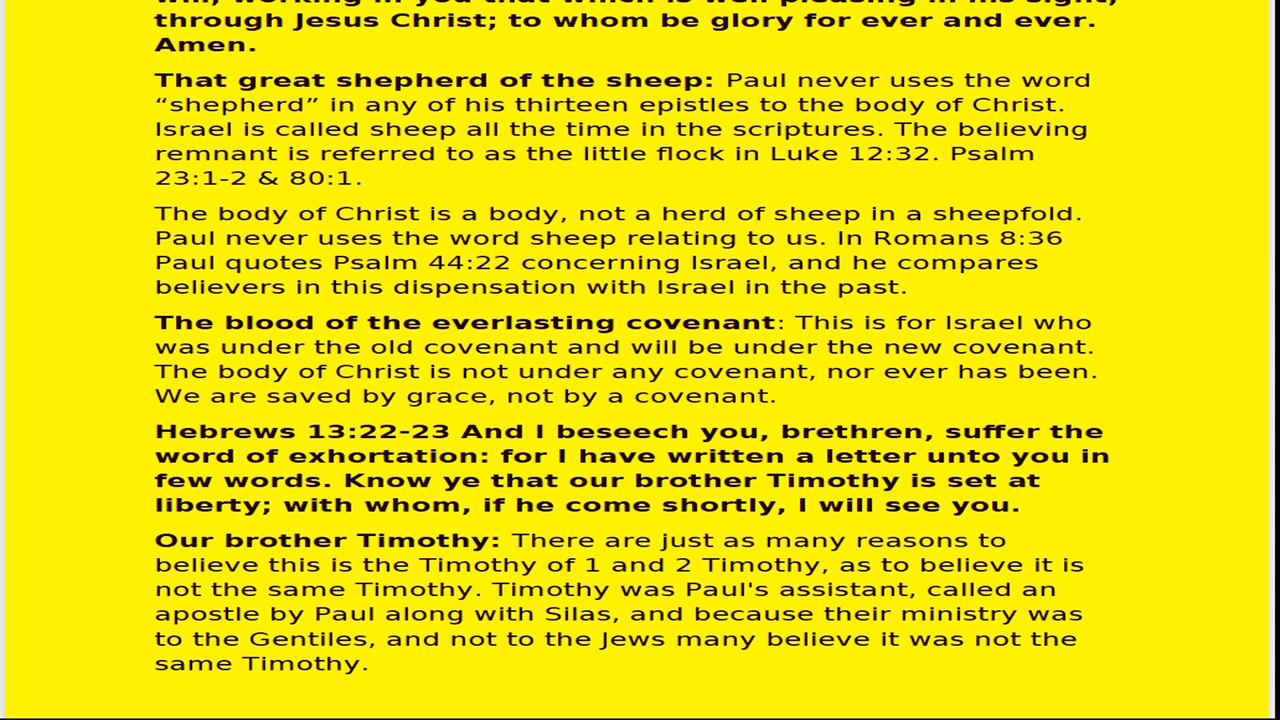 will, working in you that which is well pleasing in his sight,
through Jesus Christ; to whom be glory for ever and ever.
Amen.
That great shepherd of the sheep: Paul never uses the word
“shepherd” in any of his thirteen epistles to the body of Christ.
Israel is called sheep all the time in the scriptures. The believing
remnant is referred to as the little flock in Luke 12:32. Psalm
23:1-2 & 80:1.
The body of Christ is a body, not a herd of sheep in a sheepfold.
Paul never uses the word sheep relating to us. In Romans 8:36
Paul quotes Psalm 44:22 concerning Israel, and he compares
believers in this dispensation with Israel in the past.
The blood of the everlasting covenant: This is for Israel who
was under the old covenant and will be under the new covenant.
The body of Christ is not under any covenant, nor ever has been.
We are saved by grace, not by a covenant.
Hebrews 13:22-23 And I beseech you, brethren, suffer the
word of exhortation: for I have written a letter unto you in
few words. Know ye that our brother Timothy is set at
liberty; with whom, if he come shortly, I will see you.
Our brother Timothy: There are just as many reasons to
believe this is the Timothy of 1 and 2 Timothy, as to believe it is
not the same Timothy. Timothy was Paul's assistant, called an
apostle by Paul along with Silas, and because their ministry was
to the Gentiles, and not to the Jews many believe it was not the
same Timothy.